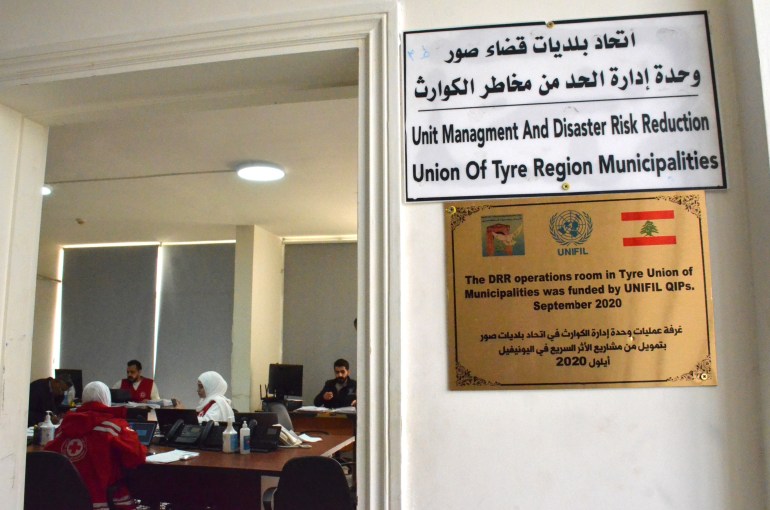 اتحاد بلديات قضاء صور
وحدة إدارة الحد من مخاطر الكوارث
Unit Managment And Disaster Risk Reduction
Union Of Tyre Region Municipalities
UNIFIL
The DRR operations room in Tyre Union of
Municipalities was funded by UNIFIL QIPs.
September 2020
غرفة عمليات وحدة إدارة الكوارث في اتحاد بلديات صور
بتمويل من مشاريع الأثر السريع في اليونيفيل
أيلول 2020